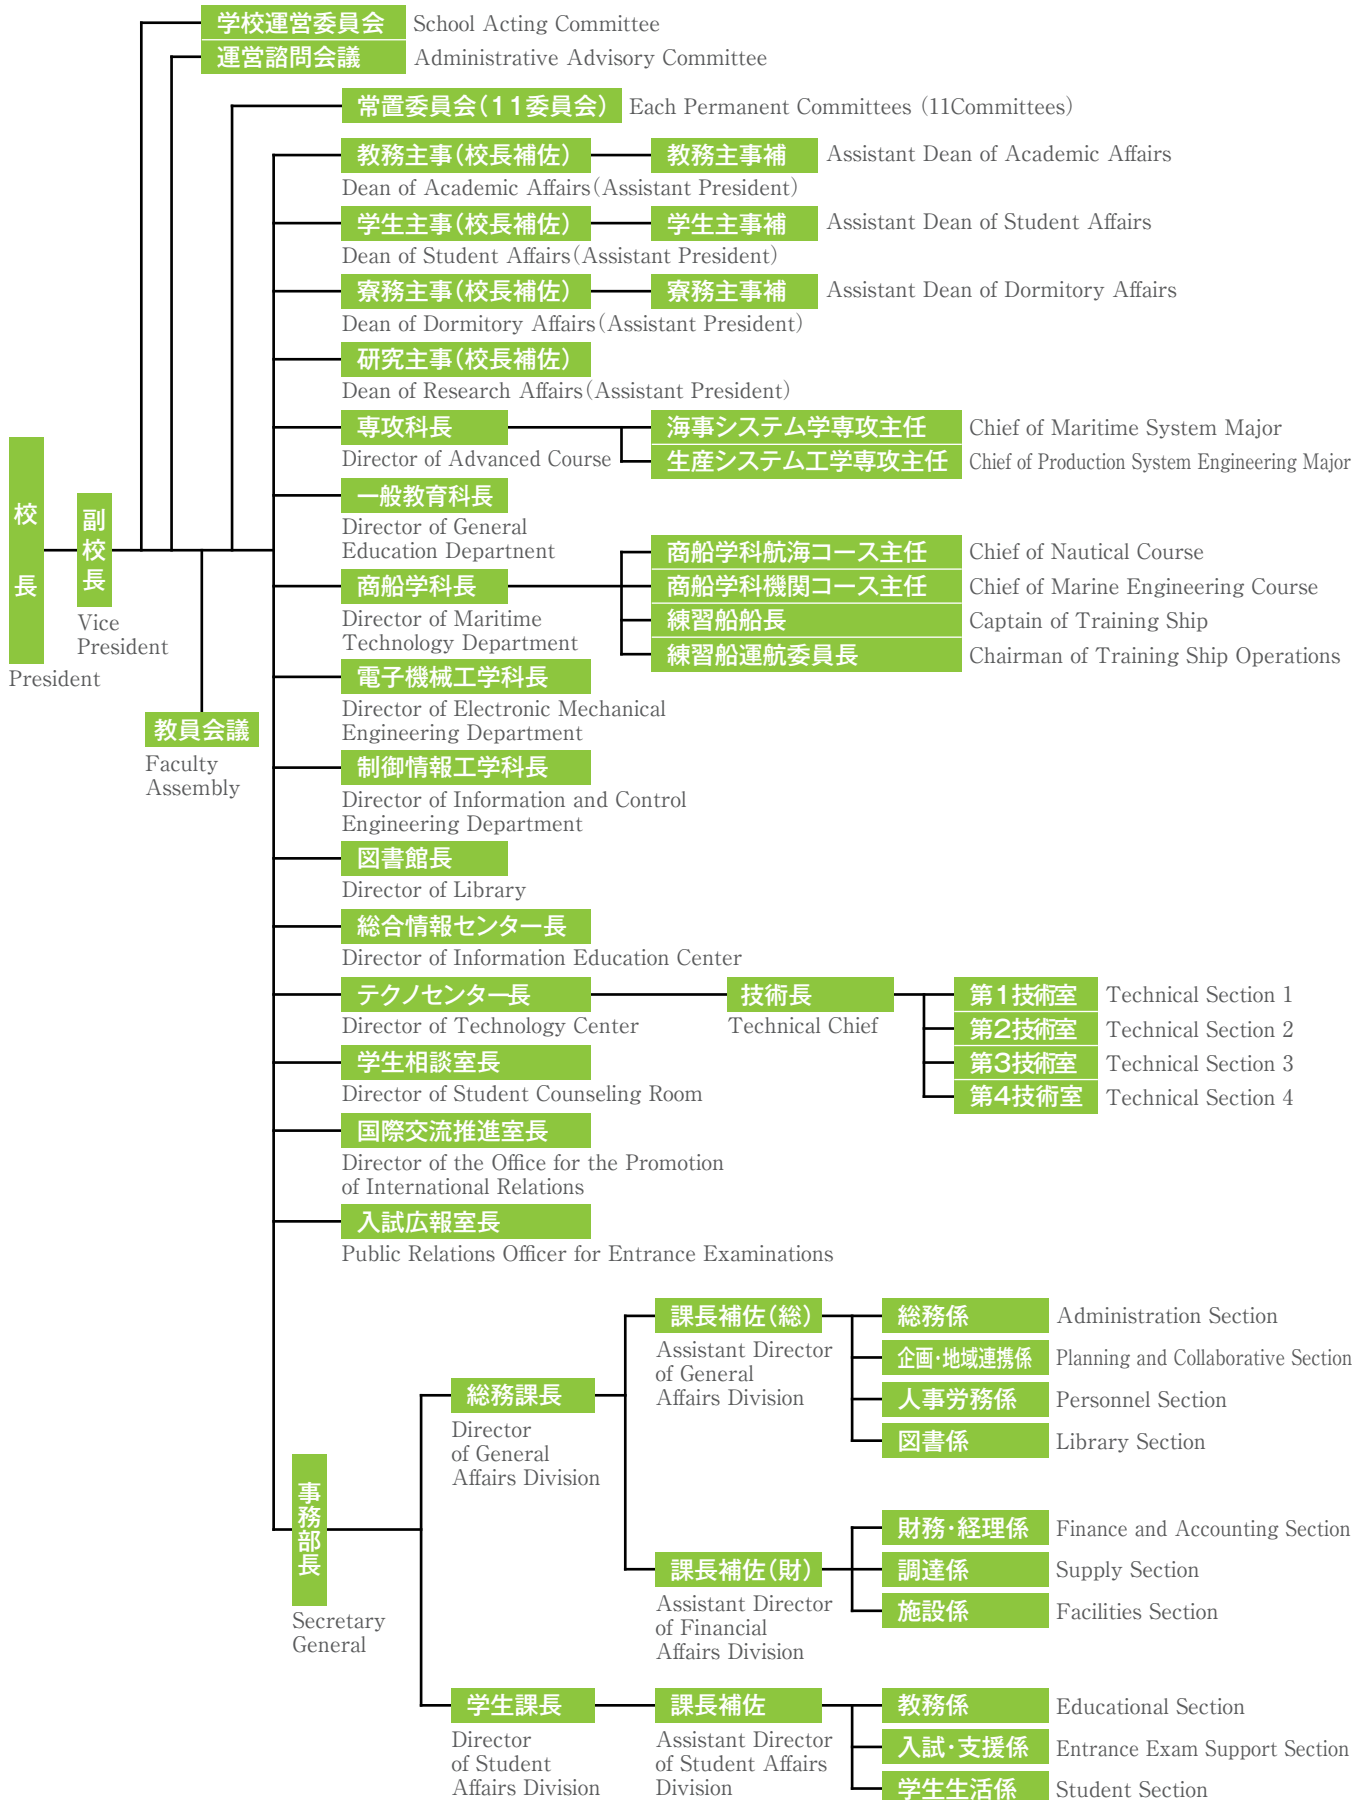 学校運営委員会 School Acting Committee
運営諮問会議 Administrative Advisory Committee
常置委員会(11委員会) Each Permanent Committees (11Committees)
教務主事(校長補佐) 教務主事補 Assistant Dean of Academic Affairs
Dean of Academic Affairs(Assistant President)
学生主事(校長補佐) 学生主事補 Assistant Dean of Student Affairs
Dean of Student Affairs(Assistant President)
寮務主事(校長補佐) 寮務主事補 Assistant Dean of Dormitory Affairs
Dean of Dormitory Affairs(Assistant President)
研究主事(校長補佐)
Dean of Research Affairs(Assistant President)
専攻科長 海事システム学専攻主任 Chief of Maritime System Major
Director of Advanced Course 生産システム工学専攻主任 Chief of Production System Engineering Major
校長
President
副校長
Vice
President
教員会議
Faculty
Assembly
一般教育科長
Director of General
Education Departnent
商船学科航海コース主任 Chief of Nautical Course
商船学科長 商船学科機関コース主任 Chief of Marine Engineering Course
Director of Maritime
Technology Department
練習船船長 Captain of Training Ship
練習船運航委員長 Chairman of Training Ship Operations
電子機械工学科長
Director of Electronic Mechanical
Engineering Department
制御情報工学科長
Director of Information and Control
Engineering Department
図書館長
Director of Library
総合情報センター長
Director of Information Education Center
テクノセンター長 技術長 第1技術室 Technical Section 1
Director of Technology Center Technical Chief
第2技術室 Technical Section 2
第3技術室 Technical Section 3
第4技術室 Technical Section 4
学生相談室長
Director of Student Counseling Room
国際交流推進室長
Director of the Office for the Promotion
of International Relations
入試広報室長
Public Relations Officer for Entrance Examinations
事務部長
Secretary
General
総務課長
Director
of General
Affairs Division
課長補佐(総)
Assistant Director
of General
Affairs Division
総務係 Administration Section
企画・地域連携係 Planning and Collaborative Section
人事労務係 Personnel Section
図書係 Library Section
課長補佐(財)
Assistant Director
of Financial
Affairs Division
財務・経理係 Finance and Accounting Section
調達係 Supply Section
施設係 Facilities Section
学生課長
Director
of Student
Affairs Division
課長補佐
Assistant Director
of Student Affairs
Division
教務係 Educational Section
入試・支援係 Entrance Exam Support Section
学生生活係 Student Section